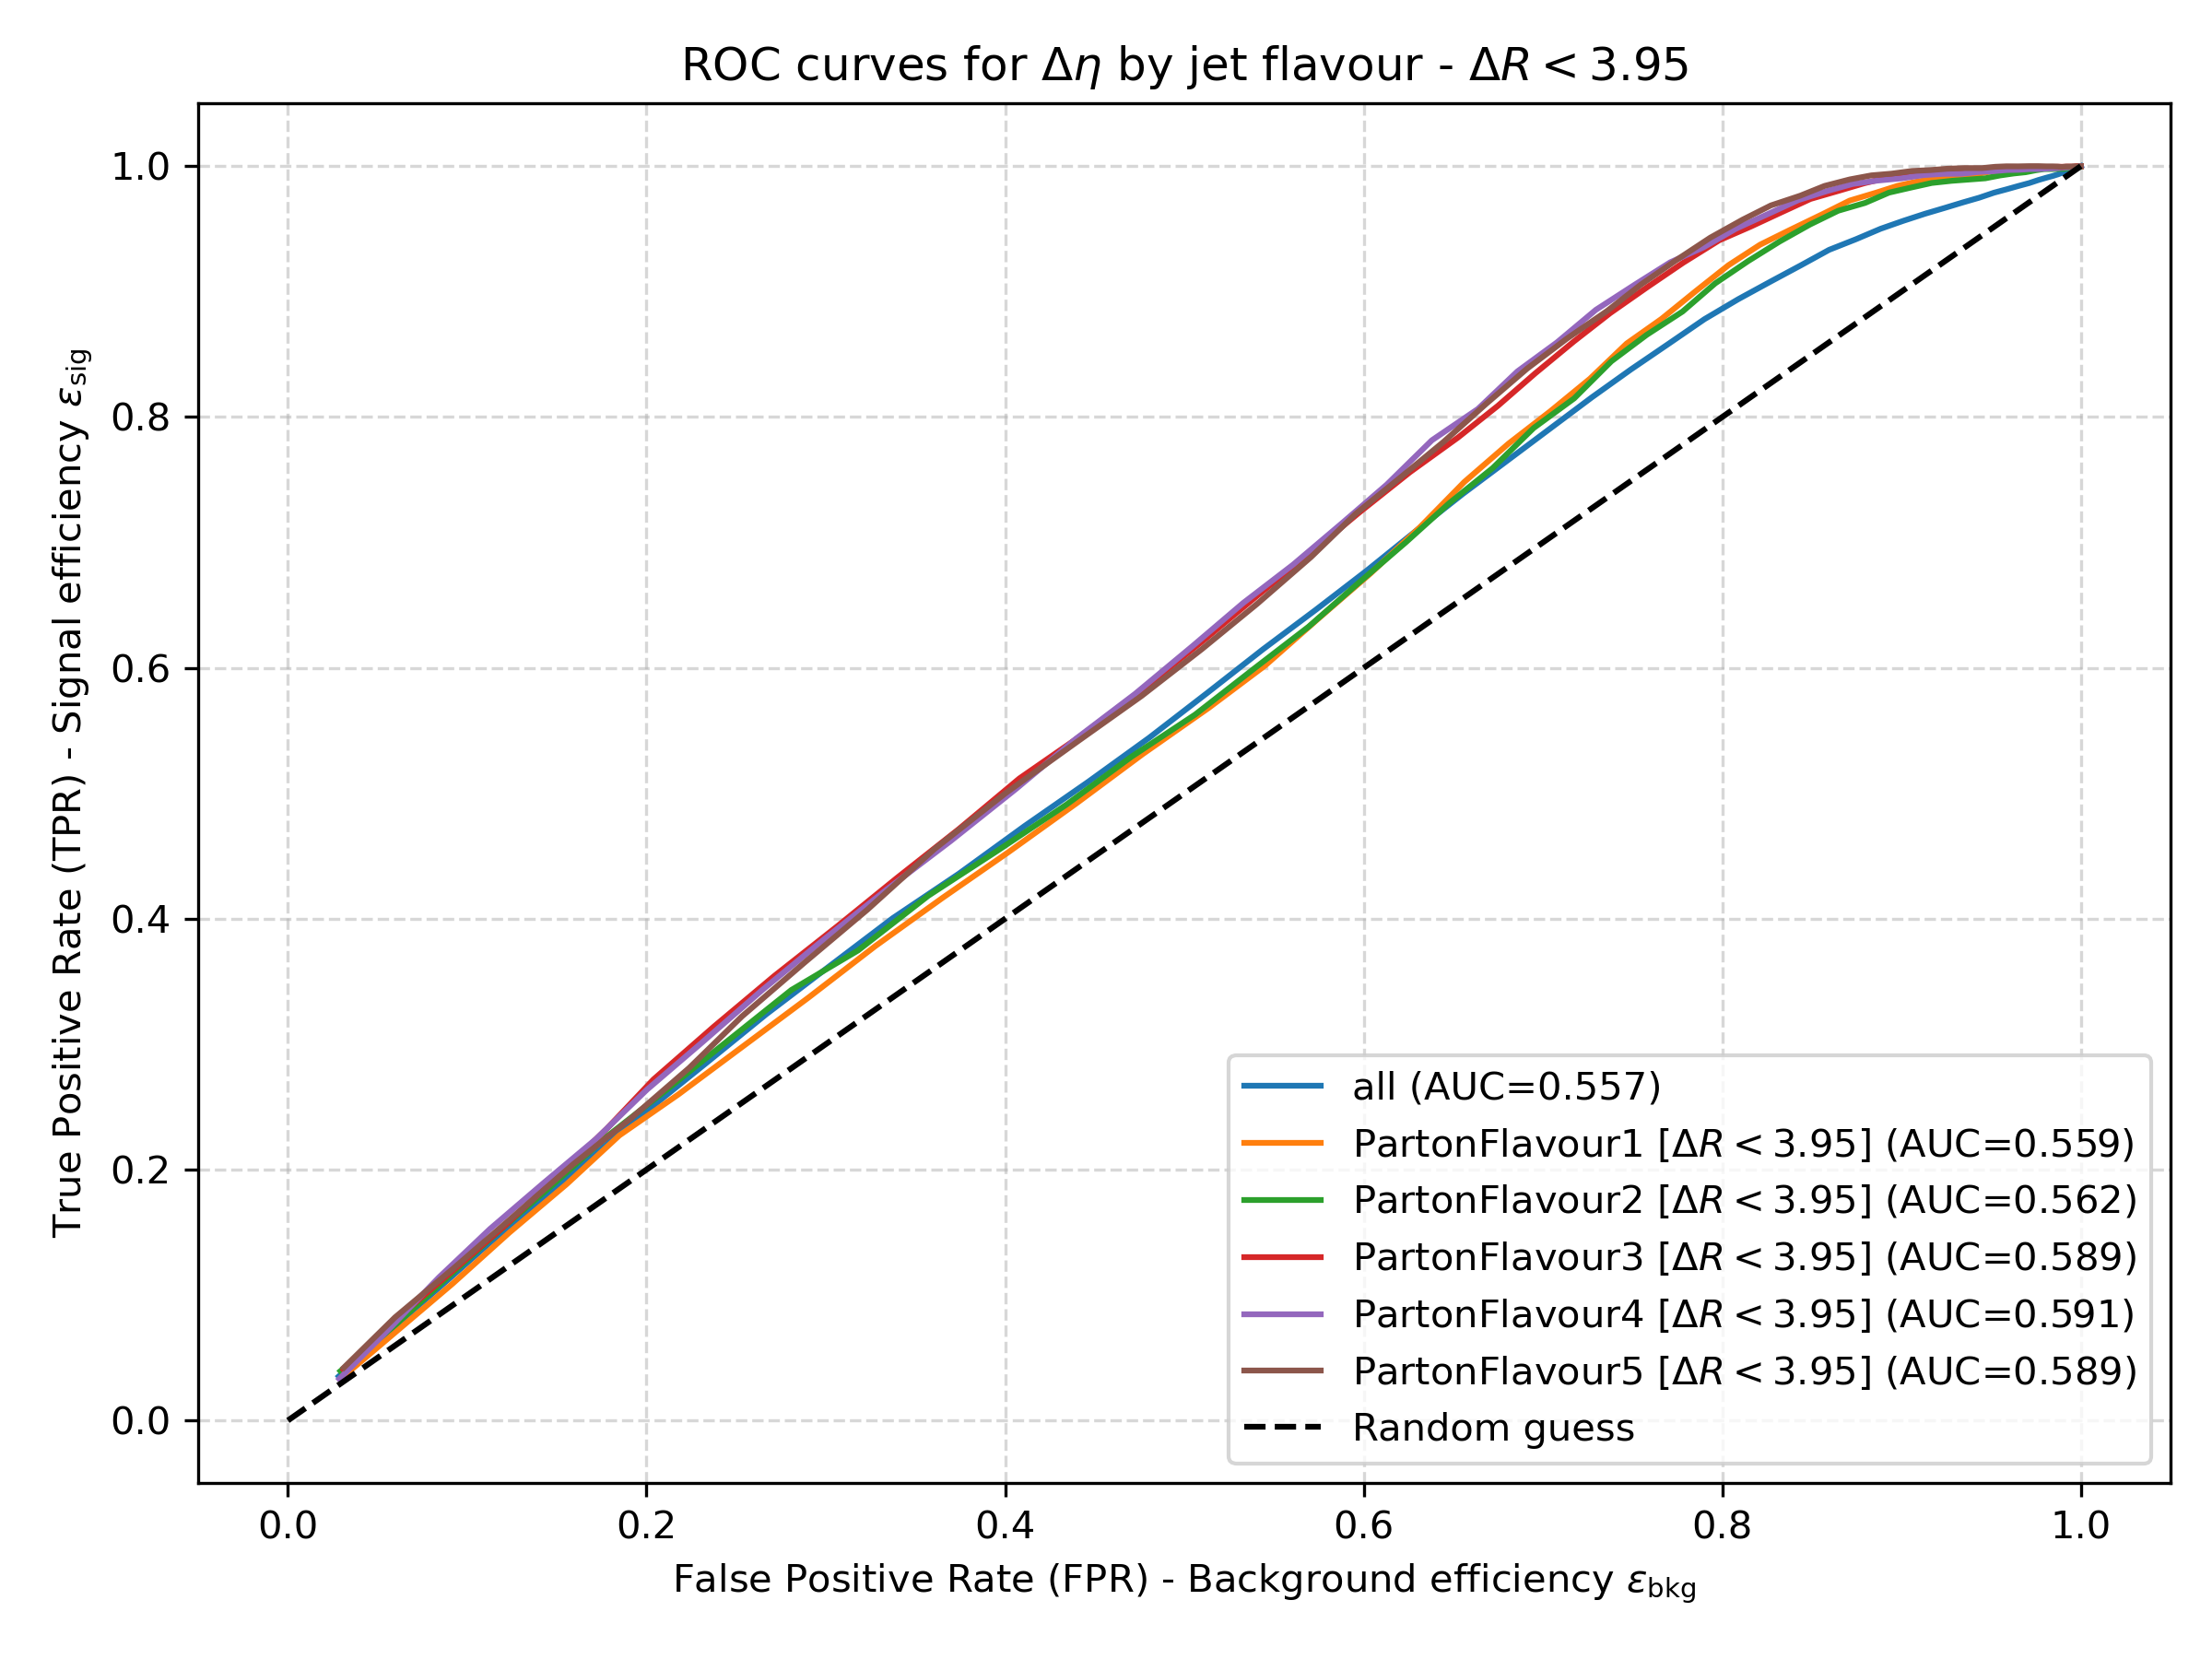 ROC curves for Δη by jet flavour - ΔR < 3.95
True Positive Rate (TPR) - Signal efficiency ε_sig
1.0
0.8
0.6
0.4
0.2
0.0
all (AUC=0.557)
PartonFlavour1 [ΔR < 3.95] (AUC=0.559)
PartonFlavour2 [ΔR < 3.95] (AUC=0.562)
PartonFlavour3 [ΔR < 3.95] (AUC=0.589)
PartonFlavour4 [ΔR < 3.95] (AUC=0.591)
PartonFlavour5 [ΔR < 3.95] (AUC=0.589)
Random guess
0.0 0.2 0.4 0.6 0.8 1.0
False Positive Rate (FPR) - Background efficiency ε_bkg